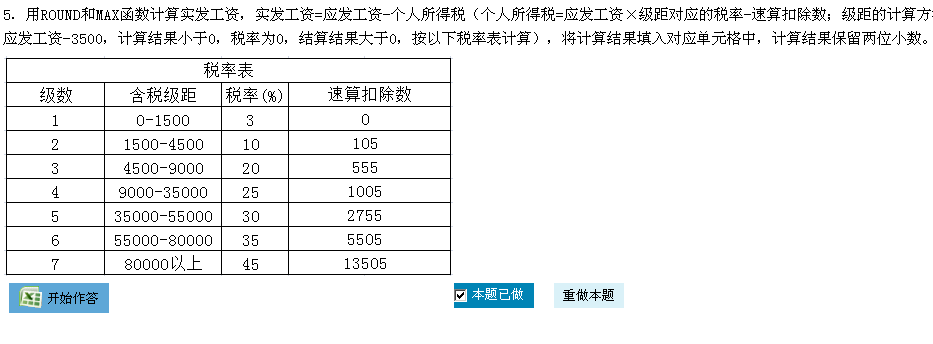 5. 用ROUND和MAX函数计算实发工资，实发工资=应发工资-个人所得税（个人所得税=应发工资×级距对应的税率-速算扣除数；级距的计算方
应发工资-3500，计算结果小于0，税率为0，结算结果大于0，按以下税率表计算），将计算结果填入对应单元格中，计算结果保留两位小数。
税率表
级数 含税级距 税率(%) 速算扣除数
1 0-1500 3 0
2 1500-4500 10 105
3 4500-9000 20 555
4 9000-35000 25 1005
5 35000-55000 30 2755
6 55000-80000 35 5505
7 80000以上 45 13505
开始作答 本题已做 重做本题